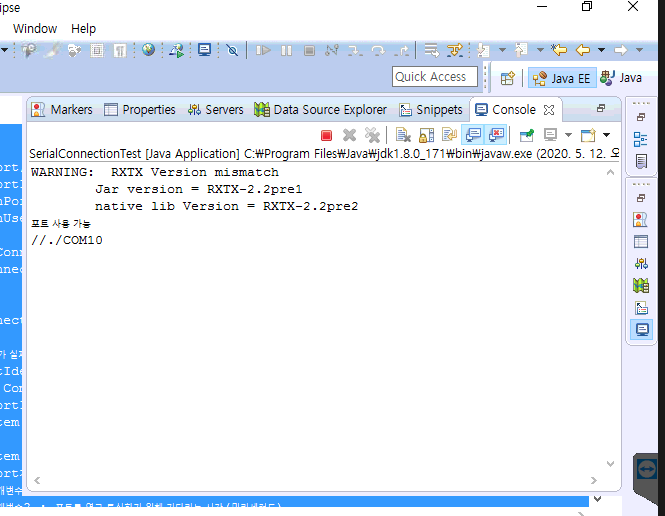 ipse
Window Help
Quick Access
Java EE
Java
Markers Properties Servers Data Source Explorer Snippets Console
SerialConnectionTest [Java Application] C:₩Program Files₩Java₩jdk1.8.0_171₩bin₩javaw.exe (2020. 5. 12. 오
WARNING: RXTX Version mismatch
Jar version = RXTX-2.2pre1
native lib Version = RXTX-2.2pre2
포트 사용 가능
//./COM10